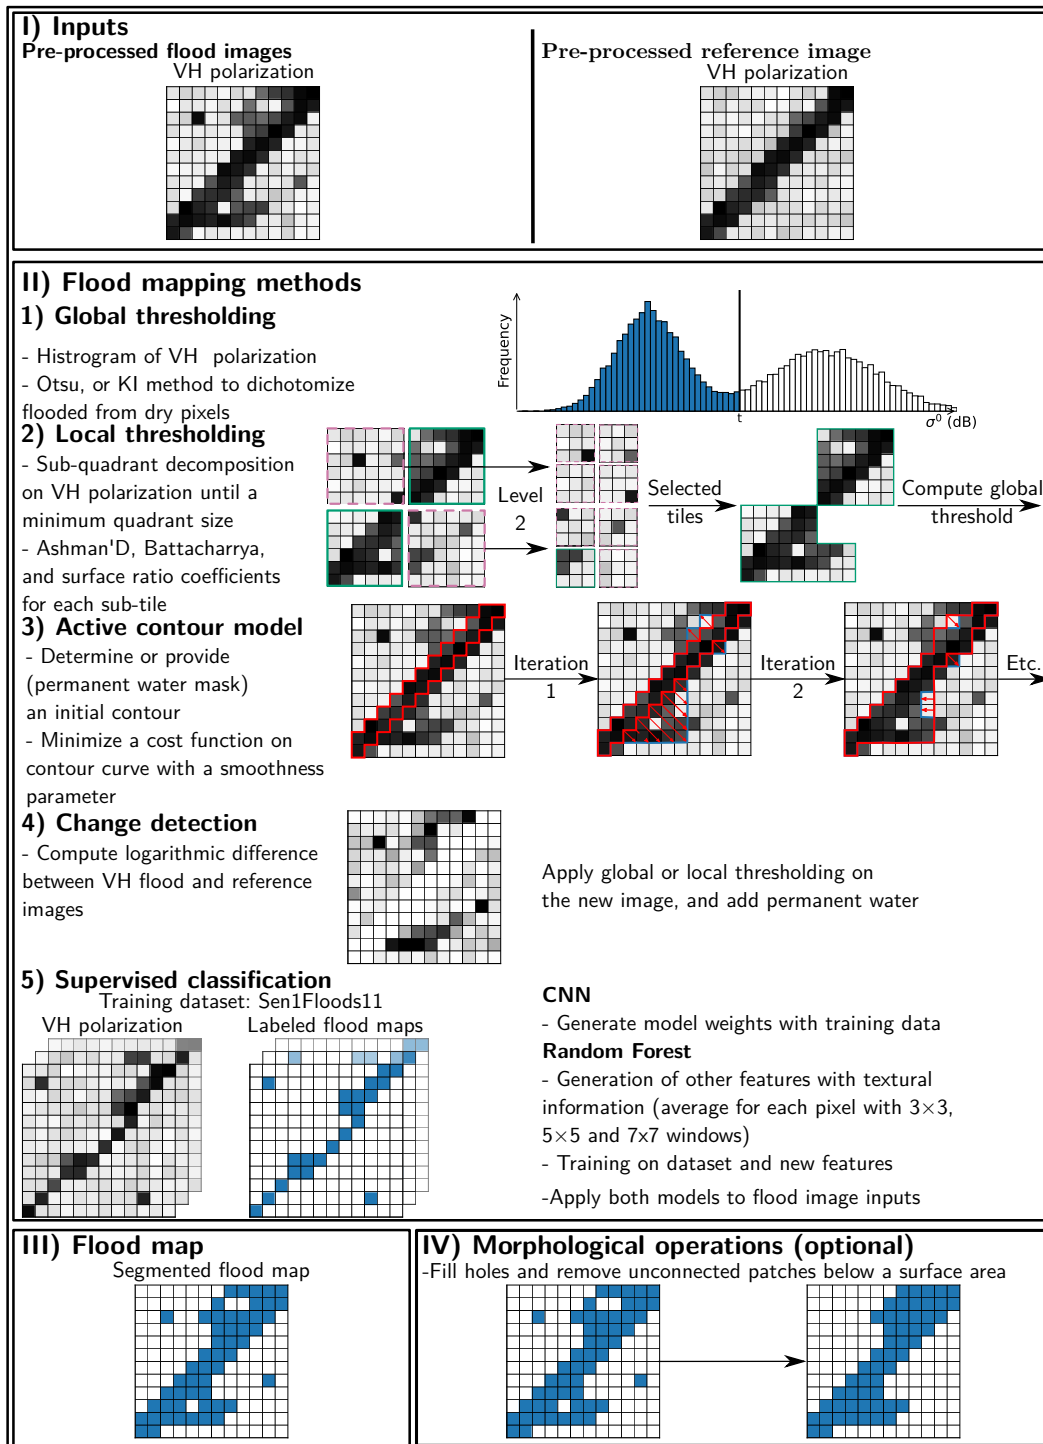 I) Inputs
Pre-processed flood images
VH polarization
Pre-processed reference image
VH polarization
II) Flood mapping methods
1) Global thresholding
- Histrogram of VH polarization
- Otsu, or KI method to dichotomize
flooded from dry pixels
Frequency
t
σ⁰ (dB)
2) Local thresholding
- Sub-quadrant decomposition
on VH polarization until a
minimum quadrant size
- Ashman'D, Battacharrya,
and surface ratio coefficients
for each sub-tile
Level
2
Selected
tiles
Compute global
threshold
3) Active contour model
- Determine or provide
(permanent water mask)
an initial contour
- Minimize a cost function on
contour curve with a smoothness
parameter
Iteration
1
Iteration
2
Etc.
4) Change detection
- Compute logarithmic difference
between VH flood and reference
images
Apply global or local thresholding on
the new image, and add permanent water
5) Supervised classification
Training dataset: Sen1Floods11
VH polarization
Labeled flood maps
CNN
- Generate model weights with training data
Random Forest
- Generation of other features with textural
information (average for each pixel with 3×3,
5×5 and 7x7 windows)
- Training on dataset and new features
-Apply both models to flood image inputs
III) Flood map
Segmented flood map
IV) Morphological operations (optional)
-Fill holes and remove unconnected patches below a surface area